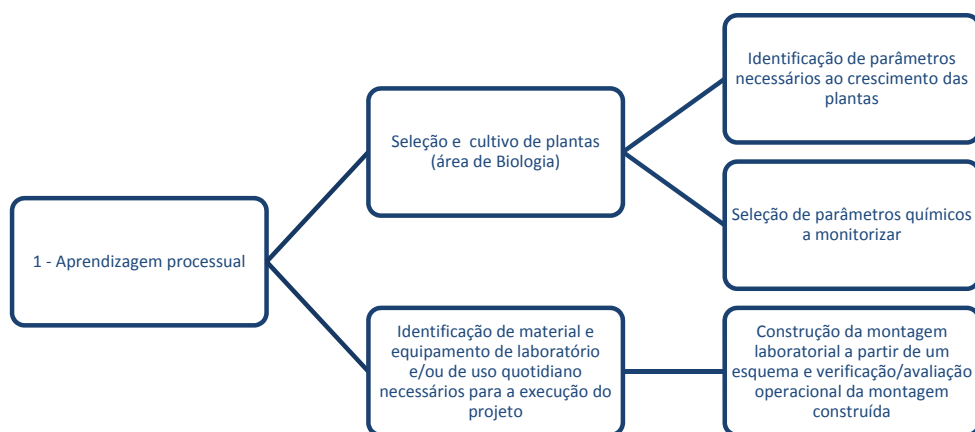 1 - Aprendizagem processual
Seleção e cultivo de plantas
(área de Biologia)
Identificação de parâmetros
necessários ao crescimento das
plantas
Seleção de parâmetros químicos
a monitorizar
Identificação de material e
equipamento de laboratório
e/ou de uso quotidiano
necessários para a execução do
projeto
Construção da montagem
laboratorial a partir de um
esquema e verificação/avaliação
operacional da montagem
construída